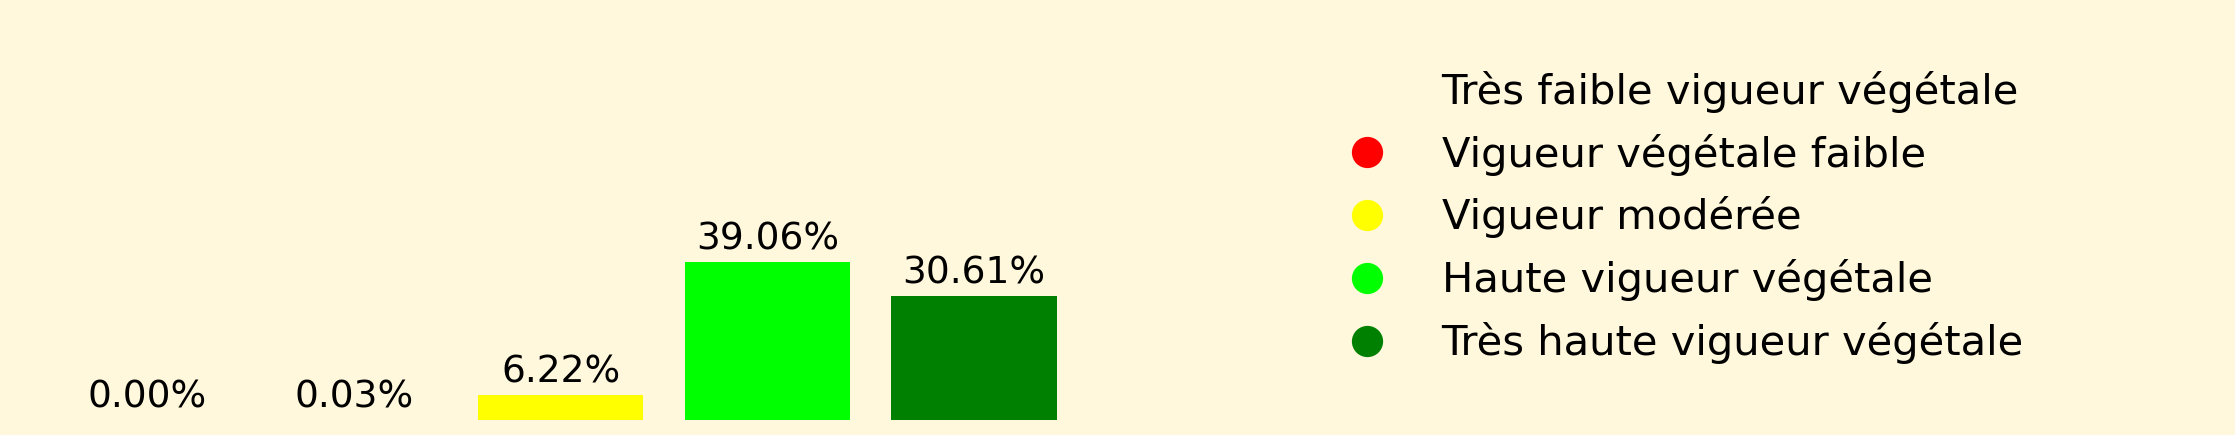 0.00%
0.03%
6.22%
39.06%
30.61%
Très faible vigueur végétale
Vigueur végétale faible
Vigueur modérée
Haute vigueur végétale
Très haute vigueur végétale